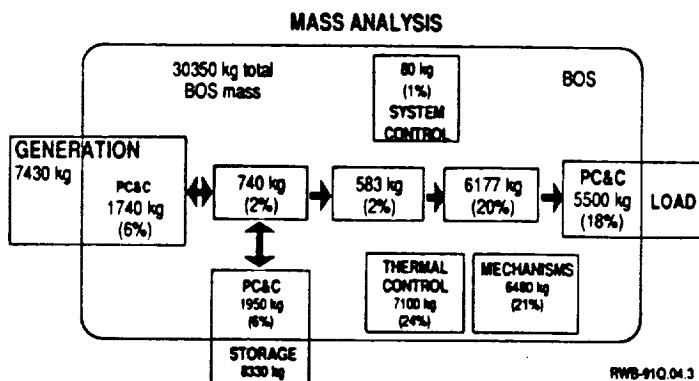 MASS ANALYSIS
30350 kg total
BOS mass
80 kg
(1%)
SYSTEM
CONTROL
BOS
GENERATION
7430 kg
PC&C
1740 kg
(6%)
740 kg
(2%)
583 kg
(2%)
6177 kg
(20%)
PC&C
5500 kg
(18%)
LOAD
PC&C
1950 kg
(6%)
STORAGE
8330 kg
THERMAL
CONTROL
7100 kg
(24%)
MECHANISMS
6480 kg
(21%)
RWB-91Q.04.3